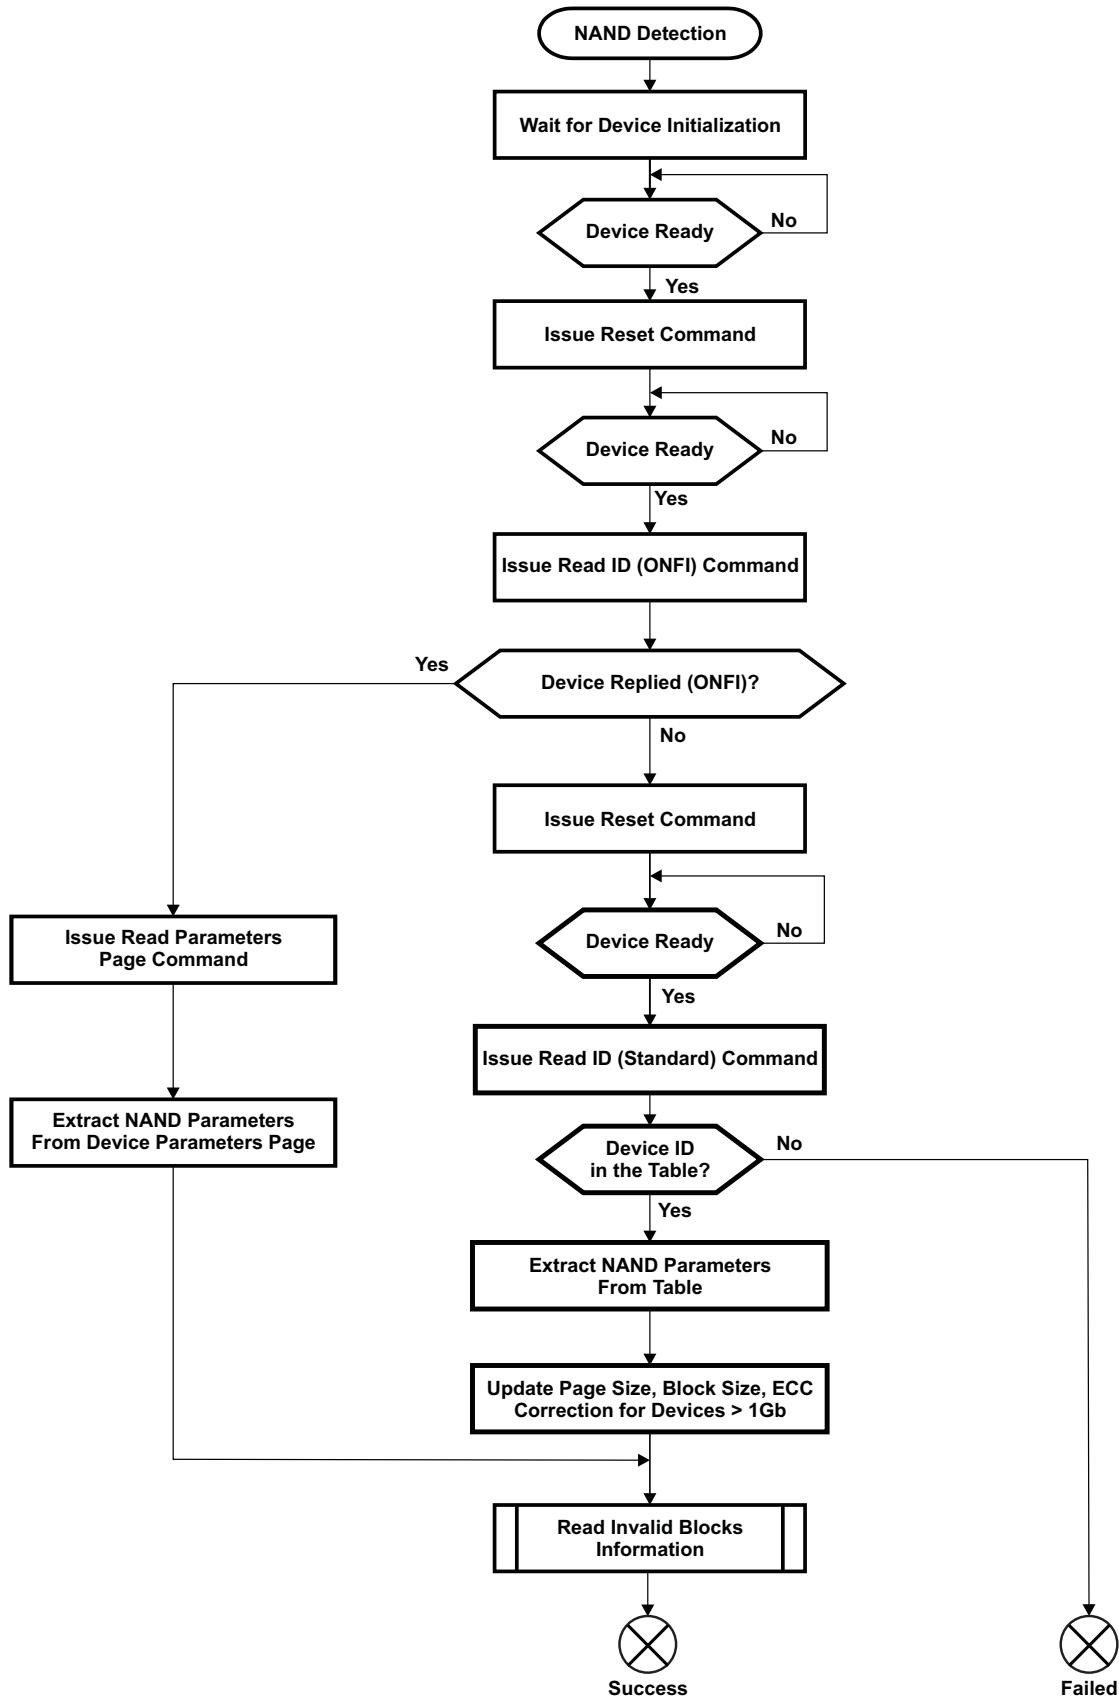 NAND Detection
Wait for Device Initialization
Device Ready
No
Yes
Issue Reset Command
Device Ready
No
Yes
Issue Read ID (ONFI) Command
Yes
Device Replied (ONFI)?
No
Issue Reset Command
Issue Read Parameters
Page Command
Device Ready
No
Yes
Issue Read ID (Standard) Command
Extract NAND Parameters
From Device Parameters Page
Device ID
in the Table?
No
Yes
Extract NAND Parameters
From Table
Update Page Size, Block Size, ECC
Correction for Devices > 1Gb
Read Invalid Blocks
Information
Success
Failed